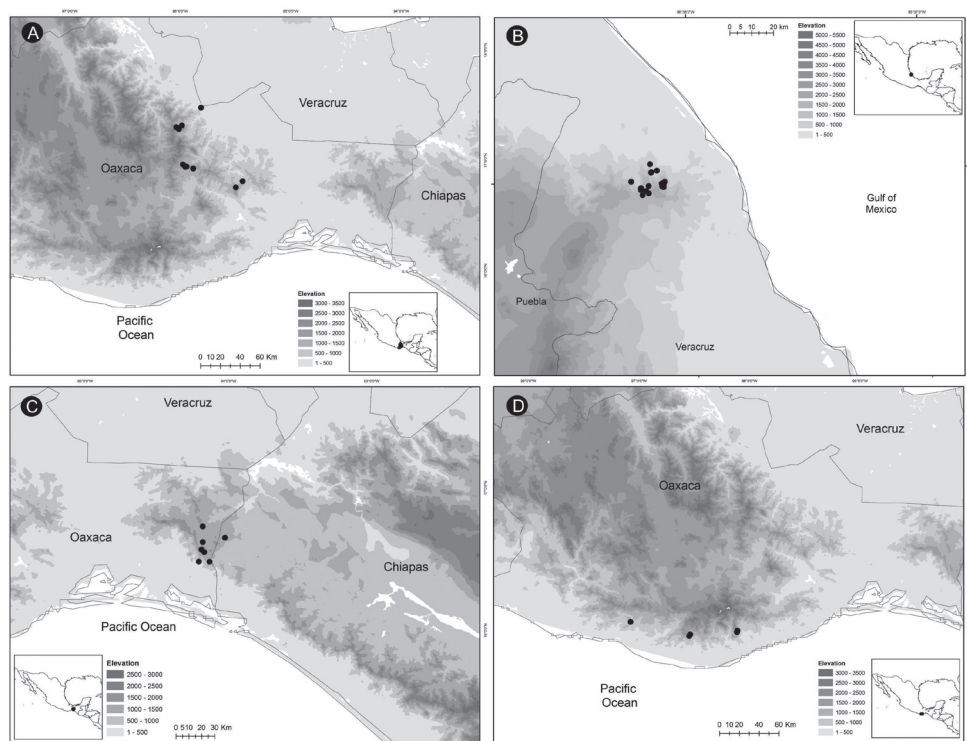 A
Oaxaca
Veracruz
Chiapas
Pacific
Ocean
Elevation
3000 - 3500
2500 - 3000
2000 - 2500
1500 - 2000
1000 - 1500
500 - 1000
1 - 500
0 10 20 40 60 Km
B
0 5 10 20 Km
Elevation
5000 - 5500
4500 - 5000
4000 - 4500
3500 - 4000
3000 - 3500
2500 - 3000
2000 - 2500
1500 - 2000
1000 - 1500
500 - 1000
1 - 500
Gulf of
Mexico
Puebla
Veracruz
C
Veracruz
Oaxaca
Chiapas
Pacific Ocean
Elevation
2500 - 3000
2000 - 2500
1500 - 2000
1000 - 1500
500 - 1000
1 - 500
0 5 10 20 30 Km
D
Veracruz
Oaxaca
Pacific
Ocean
Elevation
3000 - 3500
2500 - 3000
2000 - 2500
1500 - 2000
1000 - 1500
500 - 1000
1 - 500
0 10 20 40 60 Km